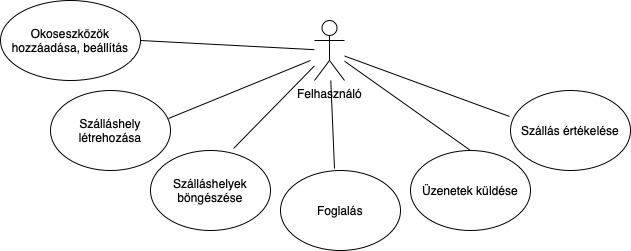 Okoseszközök
hozzáadása, beállítás
Felhasználó
Szálláshely
létrehozása
Szállás értékelése
Szálláshelyek
böngészése
Üzenetek küldése
Foglalás